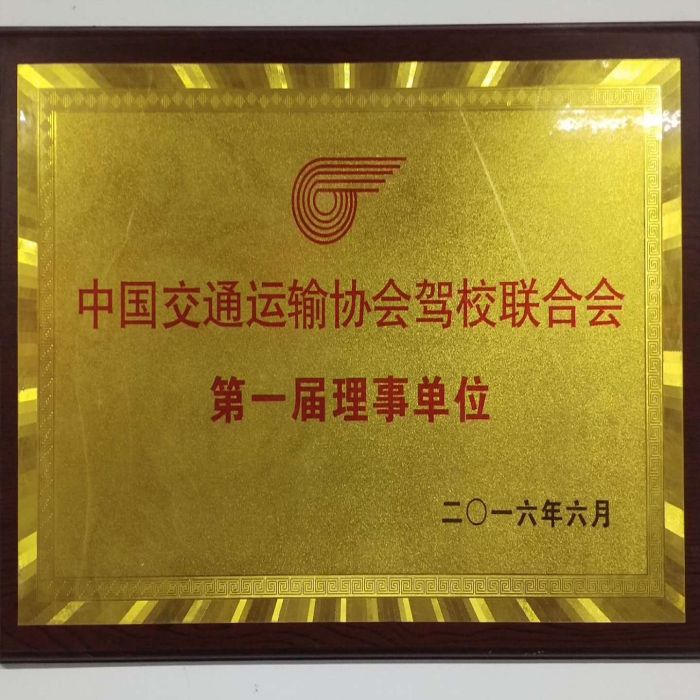 中国交通运输协会驾校联合会
第一届理事单位
二〇一六年六月